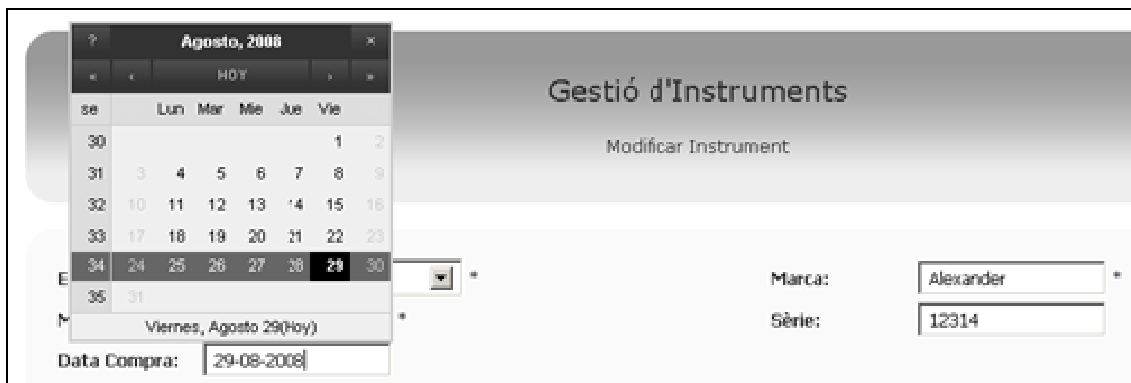 ? Agosto, 2008 ×
« ‹ HOY › »
se Lun Mar Mie Jue Vie
30 1 2
31 3 4 5 6 7 8 9
32 10 11 12 13 14 15 16
33 17 18 19 20 21 22 23
34 24 25 26 27 28 29 30
35 31
Viernes, Agosto 29(Hoy)
Gestió d'Instruments
Modificar Instrument
E *
Marca: Alexander *
M *
Sèrie: 12314
Data Compra: 29-08-2008